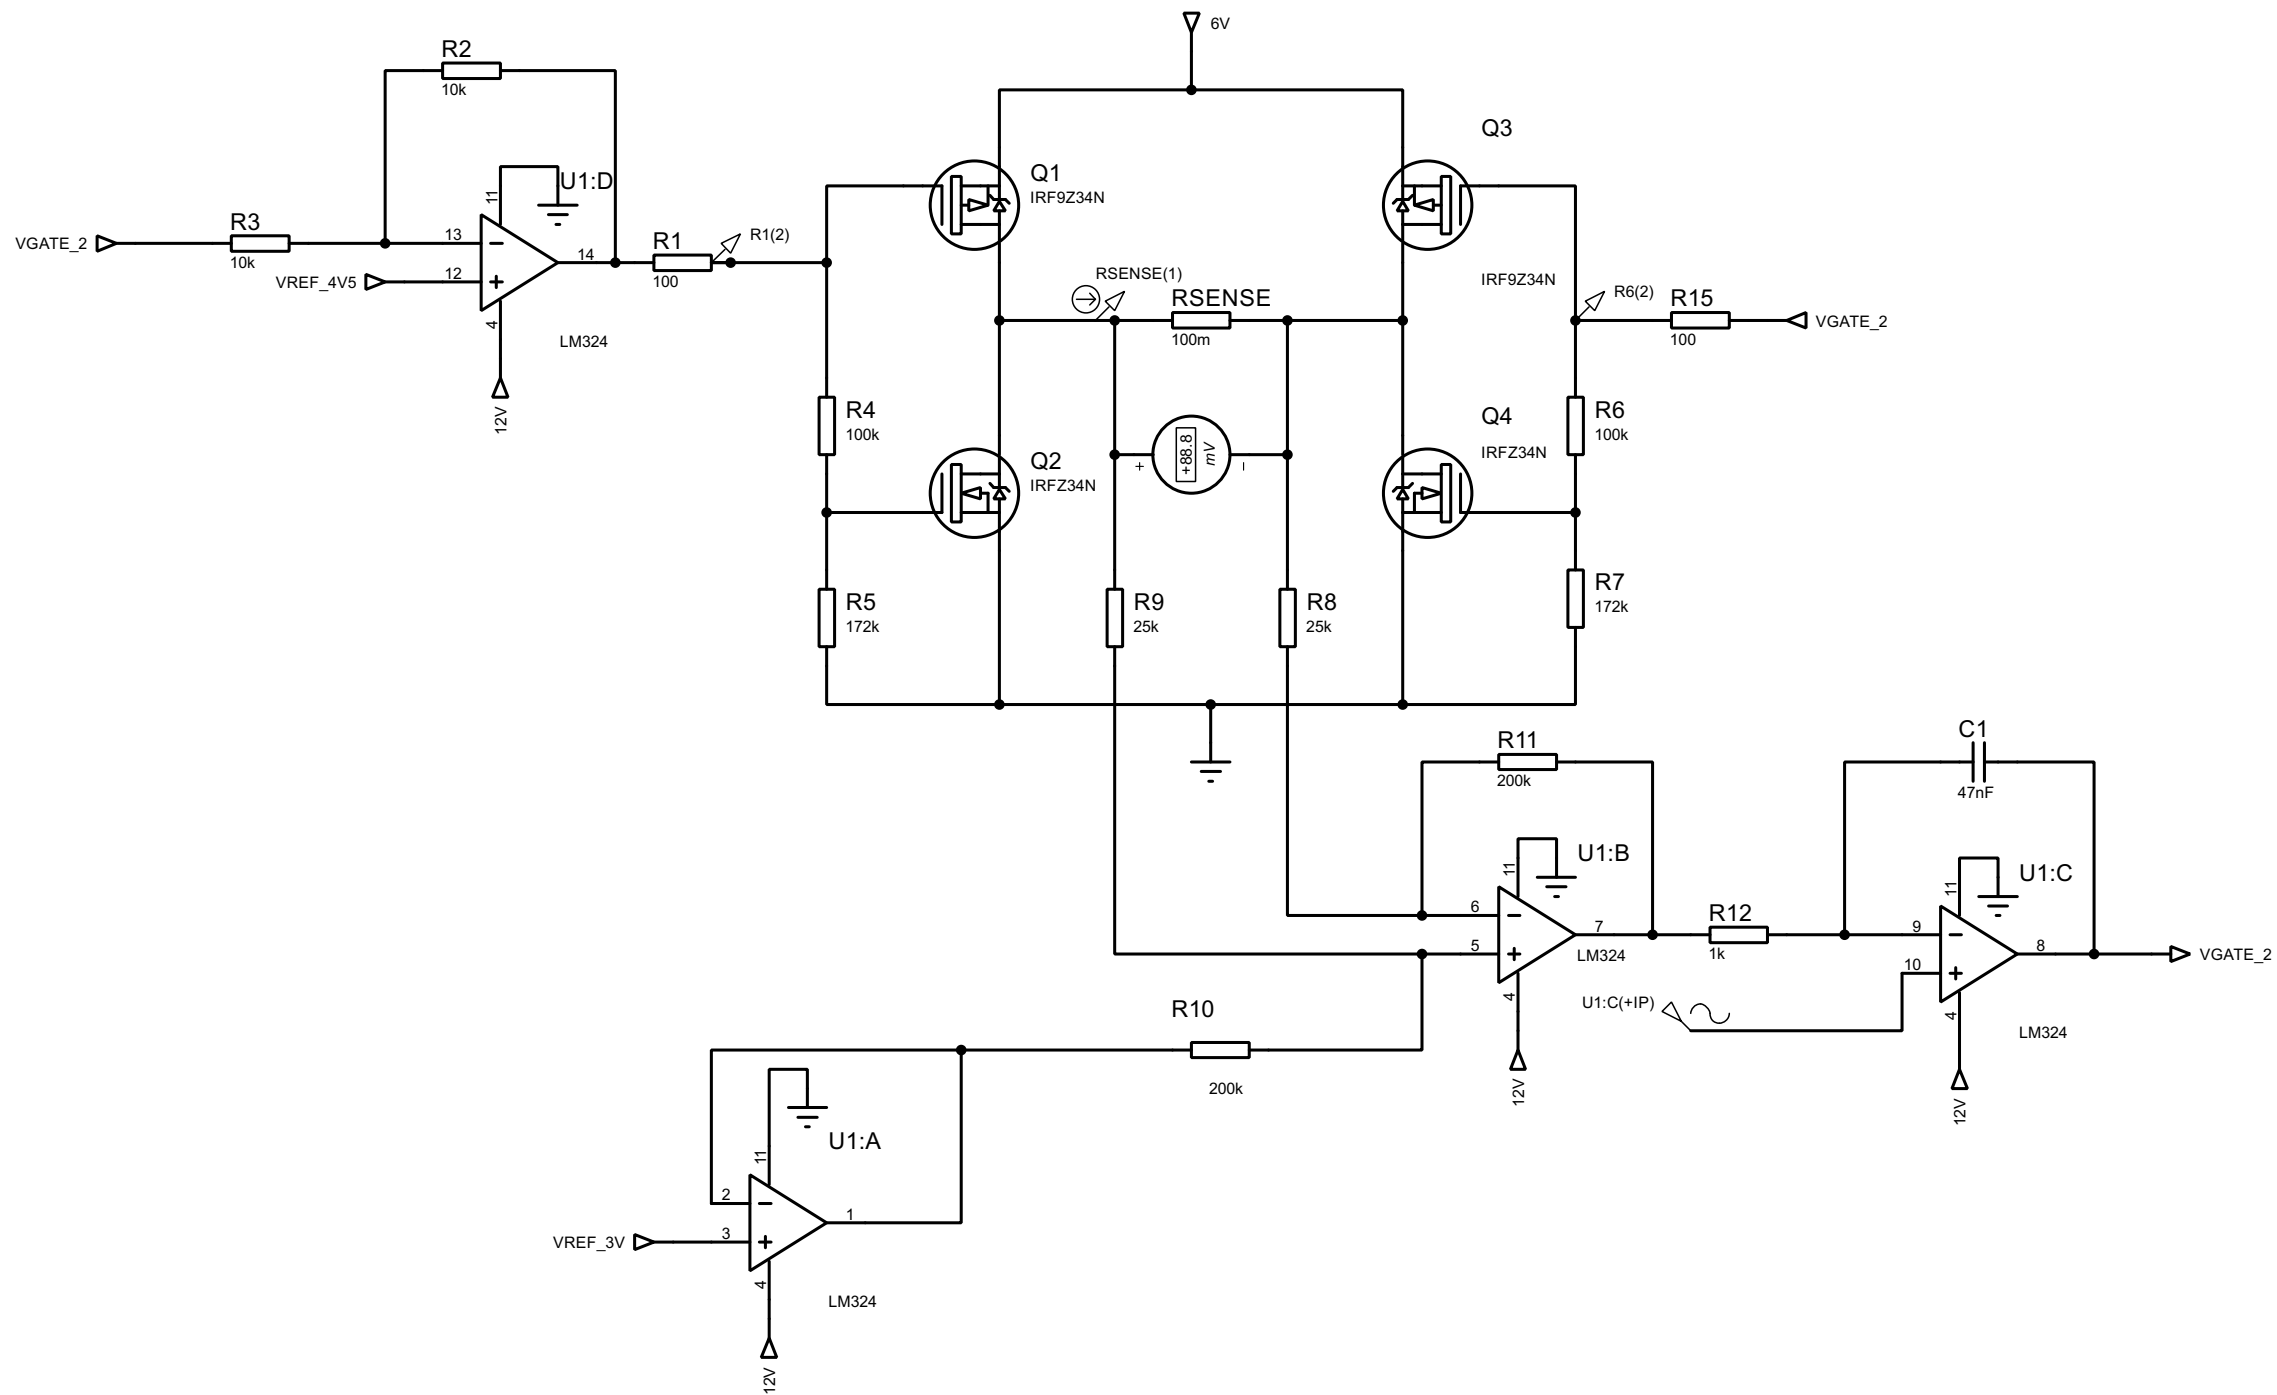 6V
R2
10k
Q3
11
U1:D
Q1
IRF9Z34N
R3
10k
VGATE_2
13
12
14
VREF_4V5
4
LM324
12V
R1
100
R1(2)
RSENSE(1)
RSENSE
100m
IRF9Z34N
R6(2)
R15
100
VGATE_2
R4
100k
Q2
IRFZ34N
+88.8
mV
+
−
Q4
IRFZ34N
R6
100k
R5
172k
R9
25k
R8
25k
R7
172k
R11
200k
C1
47nF
11
U1:B
6
5
7
LM324
4
12V
R12
1k
11
U1:C
9
10
8
VGATE_2
U1:C(+IP)
4
LM324
12V
R10
200k
11
U1:A
2
3
1
VREF_3V
4
LM324
12V